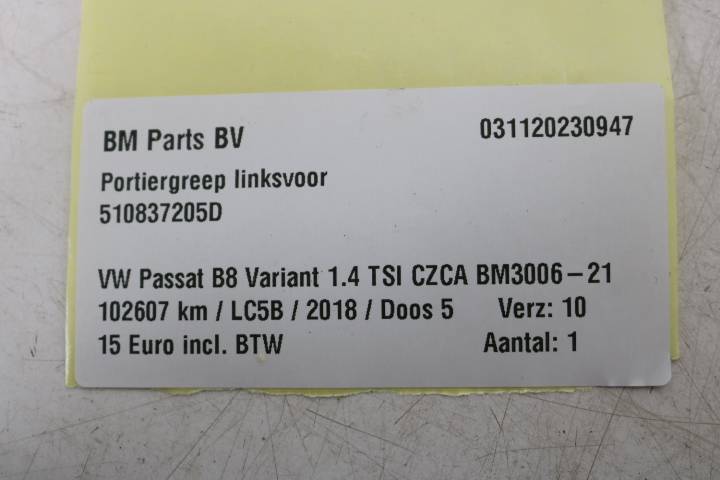 BM Parts BV 031120230947
Portiergreep linksvoor
510837205D
VW Passat B8 Variant 1.4 TSI CZCA BM3006-21
102607 km / LC5B / 2018 / Doos 5 Verz: 10
15 Euro incl. BTW Aantal: 1